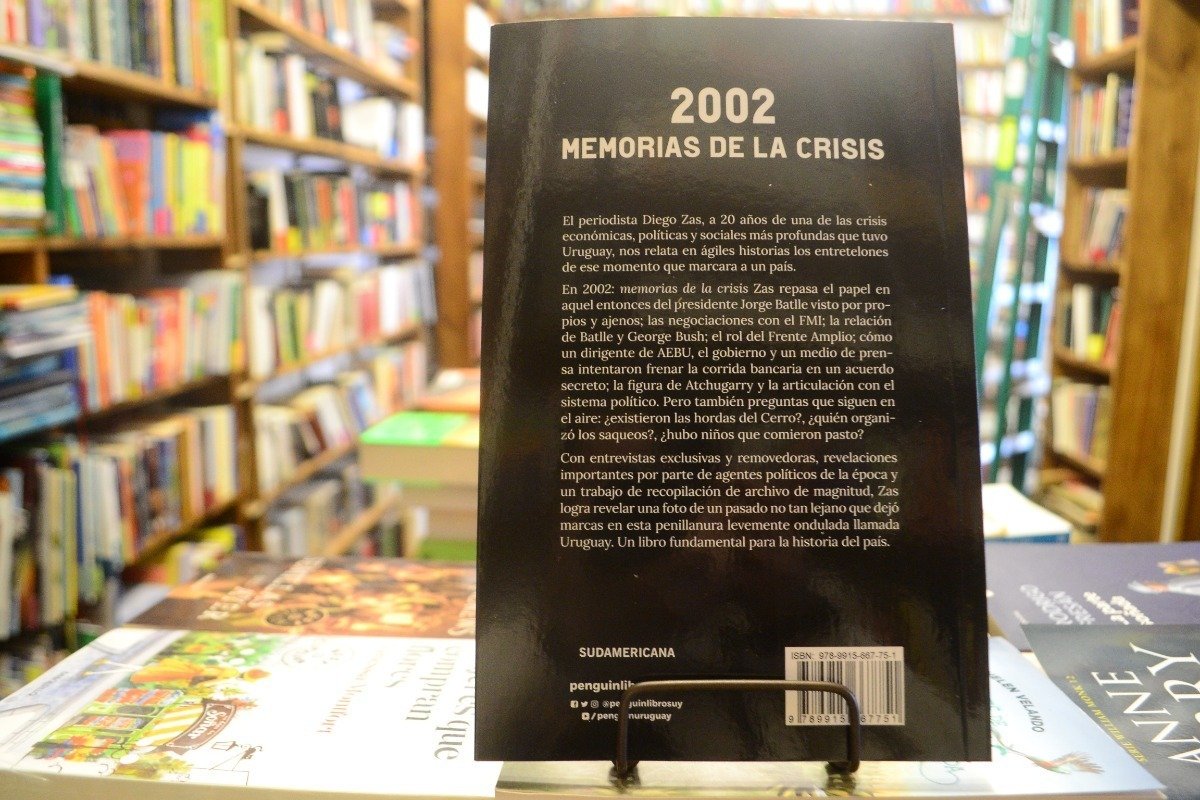 2002
MEMORIAS DE LA CRISIS
El periodista Diego Zas, a 20 años de una de las crisis
económicas, políticas y sociales más profundas que tuvo
Uruguay, nos relata en ágiles historias los entretelones
de ese momento que marcara a un país.
En 2002: memorias de la crisis Zas repasa el papel en
aquel entonces del presidente Jorge Batlle visto por pro-
pios y ajenos; las negociaciones con el FMI; la relación
de Batlle y George Bush; el rol del Frente Amplio; cómo
un dirigente de AEBU, el gobierno y un medio de pren-
sa intentaron frenar la corrida bancaria en un acuerdo
secreto; la figura de Atchugarry y la articulación con el
sistema político. Pero también preguntas que siguen en
el aire: ¿existieron las hordas del Cerro?, ¿quién organi-
zó los saqueos?, ¿hubo niños que comieron pasto?
Con entrevistas exclusivas y removedoras, revelaciones
importantes por parte de agentes políticos de la época y
un trabajo de recopilación de archivo de magnitud, Zas
logra revelar una foto de un pasado no tan lejano que dejó
marcas en esta penillanura levemente ondulada llamada
Uruguay. Un libro fundamental para la historia del país.
SUDAMERICANA
ISBN: 978-9915-667-75-1
@penguinlibrosuy
ELEN VELANDO
ANNE